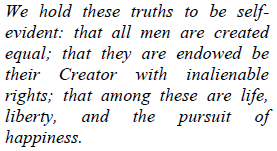 We hold these truths to be self-
evident: that all men are created
equal; that they are endowed be
their Creator with inalienable
rights; that among these are life,
liberty, and the pursuit of
happiness.